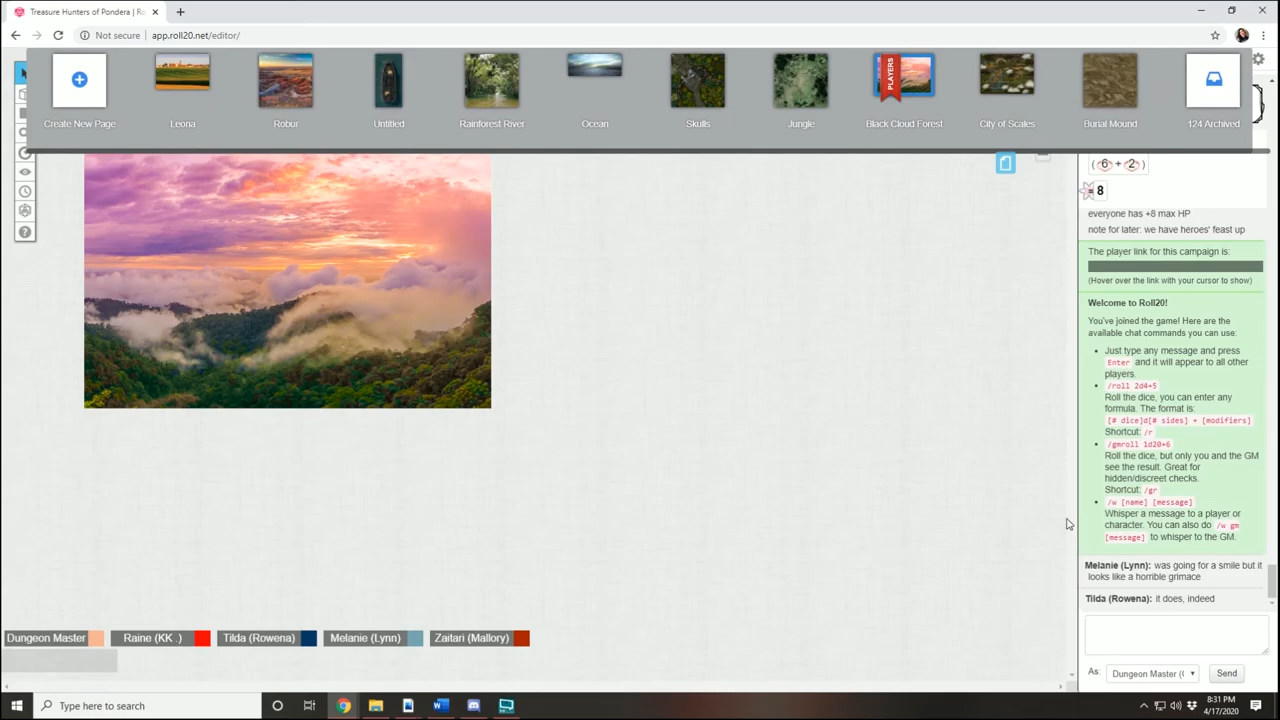 Treasure Hunters of Pondera | Ro
Not secure
app.roll20.net/editor/
Create New Page
Leona
Robur
Untitled
Rainforest River
Ocean
Skulls
Jungle
PLAYERS
Black Cloud Forest
City of Scales
Burial Mound
124 Archived
(6+2)
=8
everyone has +8 max HP
note for later: we have heroes' feast up
The player link for this campaign is:
(Hover over the link with your cursor to show)
Welcome to Roll20!
You've joined the game! Here are the
available chat commands you can use:
• Just type any message and press
Enter and it will appear to all other
players.
• /roll 2d4+5
Roll the dice, you can enter any
formula. The format is:
[# dice]d[# sides] + [modifiers]
Shortcut: /r
• /gmroll 1d20+6
Roll the dice, but only you and the GM
see the result. Great for
hidden/discreet checks.
Shortcut: /gr
• /w [name] [message]
Whisper a message to a player or
character. You can also do /w gm
[message] to whisper to the GM.
Melanie (Lynn): was going for a smile but it
looks like a horrible grimace
Tilda (Rowena): it does, indeed
Dungeon Master
Raine (KK .)
Tilda (Rowena)
Melanie (Lynn)
Zaitari (Mallory)
As:
Dungeon Master (
Send
Type here to search
8:31 PM
4/17/2020